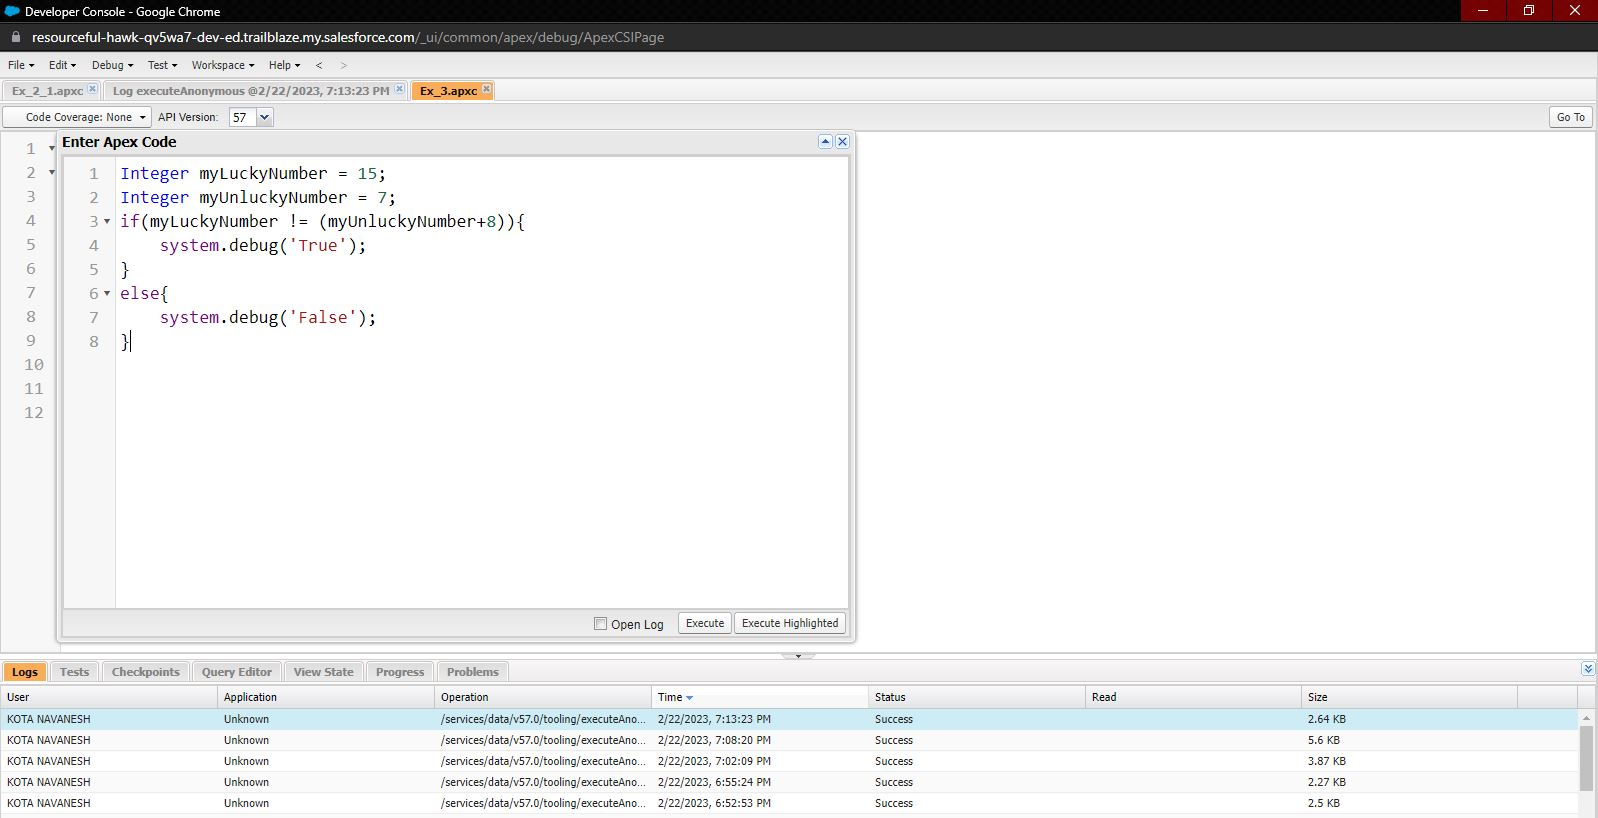 Developer Console - Google Chrome
resourceful-hawk-qv5wa7-dev-ed.trailblaze.my.salesforce.com/_ui/common/apex/debug/ApexCSIPage
File Edit Debug Test Workspace Help < >
Ex_2_1.apxc Log executeAnonymous @2/22/2023, 7:13:23 PM Ex_3.apxc
Code Coverage: None API Version: 57 Go To
Enter Apex Code
1
2
3
4
5
6
7
8
9
10
11
12
1 Integer myLuckyNumber = 15;
2 Integer myUnluckyNumber = 7;
3 if(myLuckyNumber != (myUnluckyNumber+8)){
4 system.debug('True');
5 }
6 else{
7 system.debug('False');
8 }
Open Log Execute Execute Highlighted
Logs Tests Checkpoints Query Editor View State Progress Problems
User Application Operation Time Status Read Size
KOTA NAVANESH Unknown /services/data/v57.0/tooling/executeAno... 2/22/2023, 7:13:23 PM Success 2.64 KB
KOTA NAVANESH Unknown /services/data/v57.0/tooling/executeAno... 2/22/2023, 7:08:20 PM Success 5.6 KB
KOTA NAVANESH Unknown /services/data/v57.0/tooling/executeAno... 2/22/2023, 7:02:09 PM Success 3.87 KB
KOTA NAVANESH Unknown /services/data/v57.0/tooling/executeAno... 2/22/2023, 6:55:24 PM Success 2.27 KB
KOTA NAVANESH Unknown /services/data/v57.0/tooling/executeAno... 2/22/2023, 6:52:53 PM Success 2.5 KB